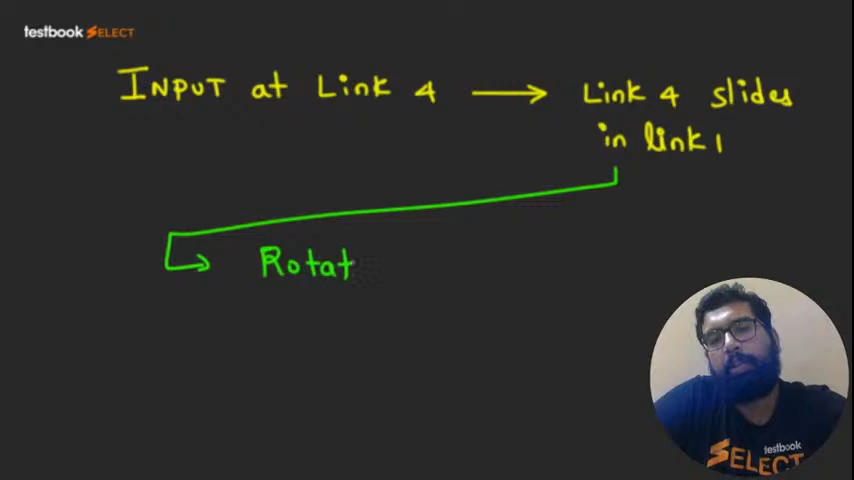 testbook SELECT
INPUT at Link 4 → Link 4 slides
in link 1
Rotat
testbook
SELECT